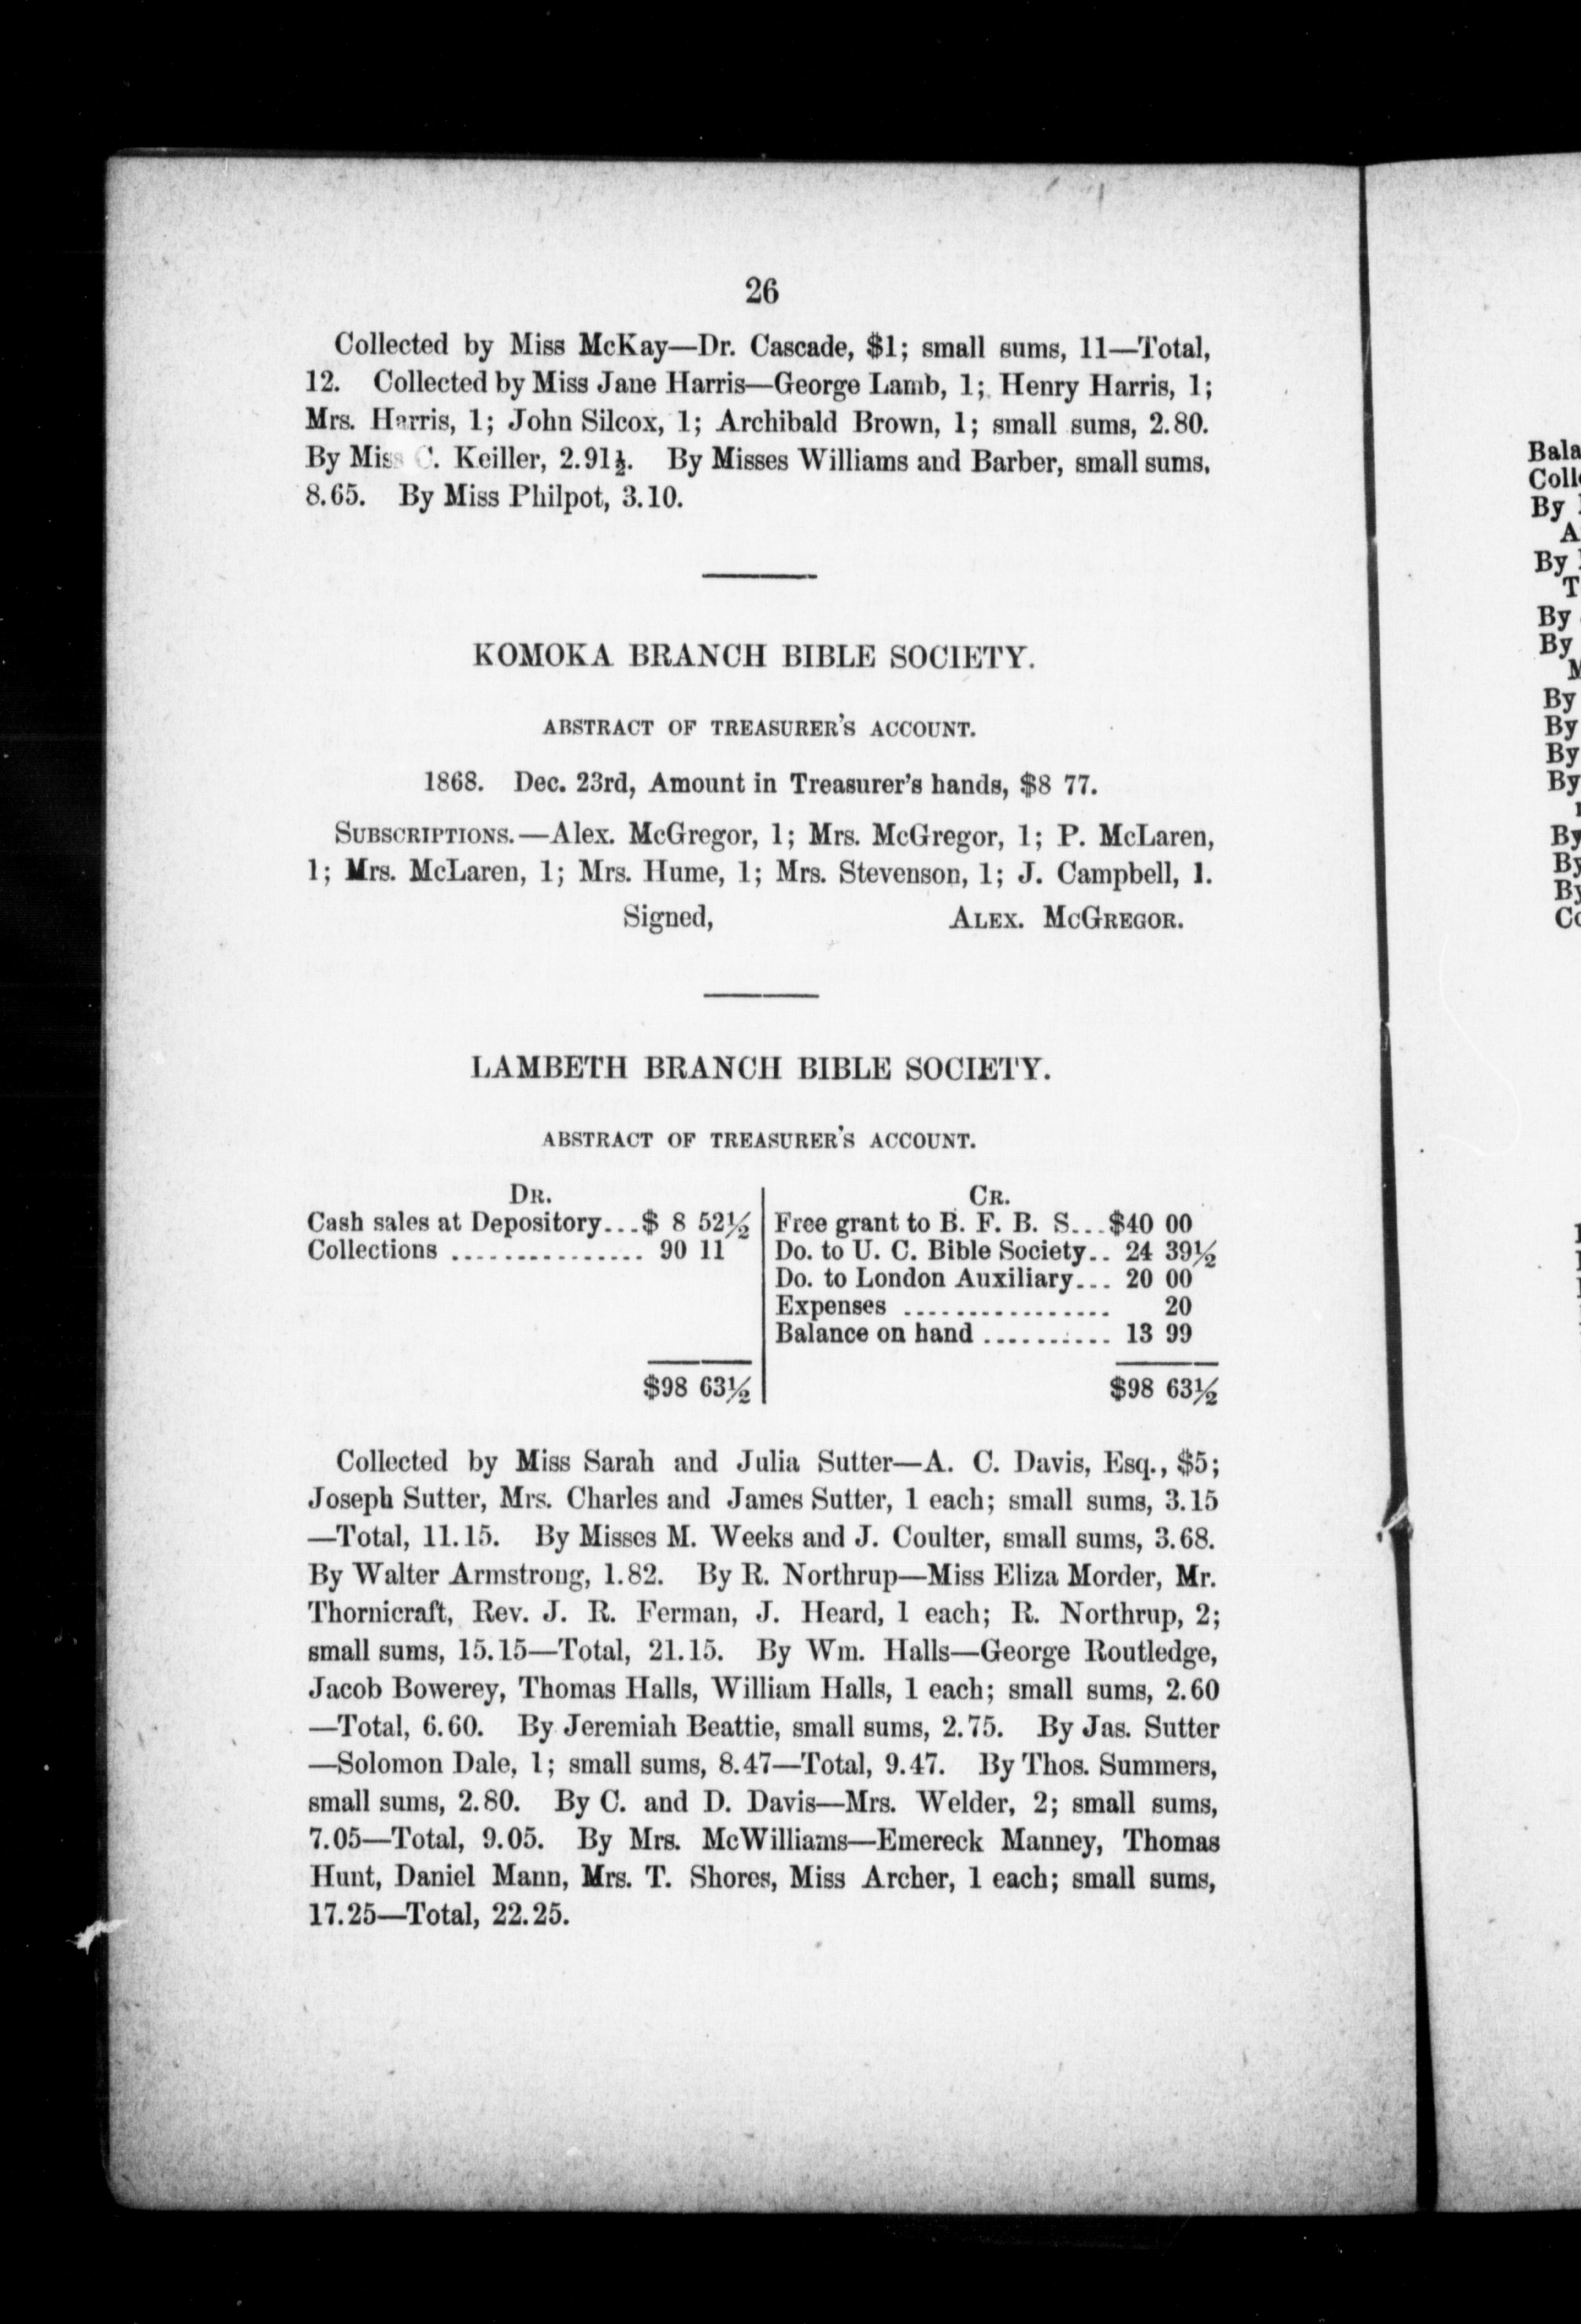 26
Collected by Miss McKay—Dr. Cascade, $1; small sums, 11—Total,
12. Collected by Miss Jane Harris—George Lamb, 1; Henry Harris, 1;
Mrs. Harris, 1; John Silcox, 1; Archibald Brown, 1; small sums, 2.80.
By Miss C. Keiller, 2.91½. By Misses Williams and Barber, small sums,
8.65. By Miss Philpot, 3.10.
KOMOKA BRANCH BIBLE SOCIETY.
ABSTRACT OF TREASURER'S ACCOUNT.
1868. Dec. 23rd, Amount in Treasurer's hands, $8 77.
SUBSCRIPTIONS.—Alex. McGregor, 1; Mrs. McGregor, 1; P. McLaren,
1; Mrs. McLaren, 1; Mrs. Hume, 1; Mrs. Stevenson, 1; J. Campbell, 1.
Signed, ALEX. MCGREGOR.
LAMBETH BRANCH BIBLE SOCIETY.
ABSTRACT OF TREASURER'S ACCOUNT.
DR.
Cash sales at Depository...$ 8 52½
Collections ............... 90 11
$98 63½
CR.
Free grant to B. F. B. S...$40 00
Do. to U. C. Bible Society.. 24 39½
Do. to London Auxiliary... 20 00
Expenses ................ 20
Balance on hand .......... 13 99
$98 63½
Collected by Miss Sarah and Julia Sutter—A. C. Davis, Esq., $5;
Joseph Sutter, Mrs. Charles and James Sutter, 1 each; small sums, 3.15
—Total, 11.15. By Misses M. Weeks and J. Coulter, small sums, 3.68.
By Walter Armstrong, 1.82. By R. Northrup—Miss Eliza Morder, Mr.
Thornicraft, Rev. J. R. Ferman, J. Heard, 1 each; R. Northrup, 2;
small sums, 15.15—Total, 21.15. By Wm. Halls—George Routledge,
Jacob Bowerey, Thomas Halls, William Halls, 1 each; small sums, 2.60
—Total, 6.60. By Jeremiah Beattie, small sums, 2.75. By Jas. Sutter
—Solomon Dale, 1; small sums, 8.47—Total, 9.47. By Thos. Summers,
small sums, 2.80. By C. and D. Davis—Mrs. Welder, 2; small sums,
7.05—Total, 9.05. By Mrs. McWilliams—Emereck Manney, Thomas
Hunt, Daniel Mann, Mrs. T. Shores, Miss Archer, 1 each; small sums,
17.25—Total, 22.25.
By
By
By
By
By
By
By
By
By